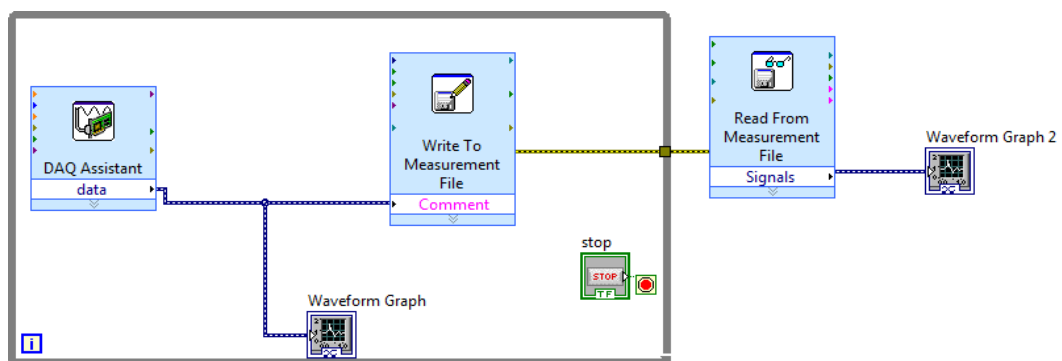 DAQ Assistant
data
Write To
Measurement
File
Comment
Read From
Measurement
File
Signals
Waveform Graph 2
stop
STOP
TF
Waveform Graph
i